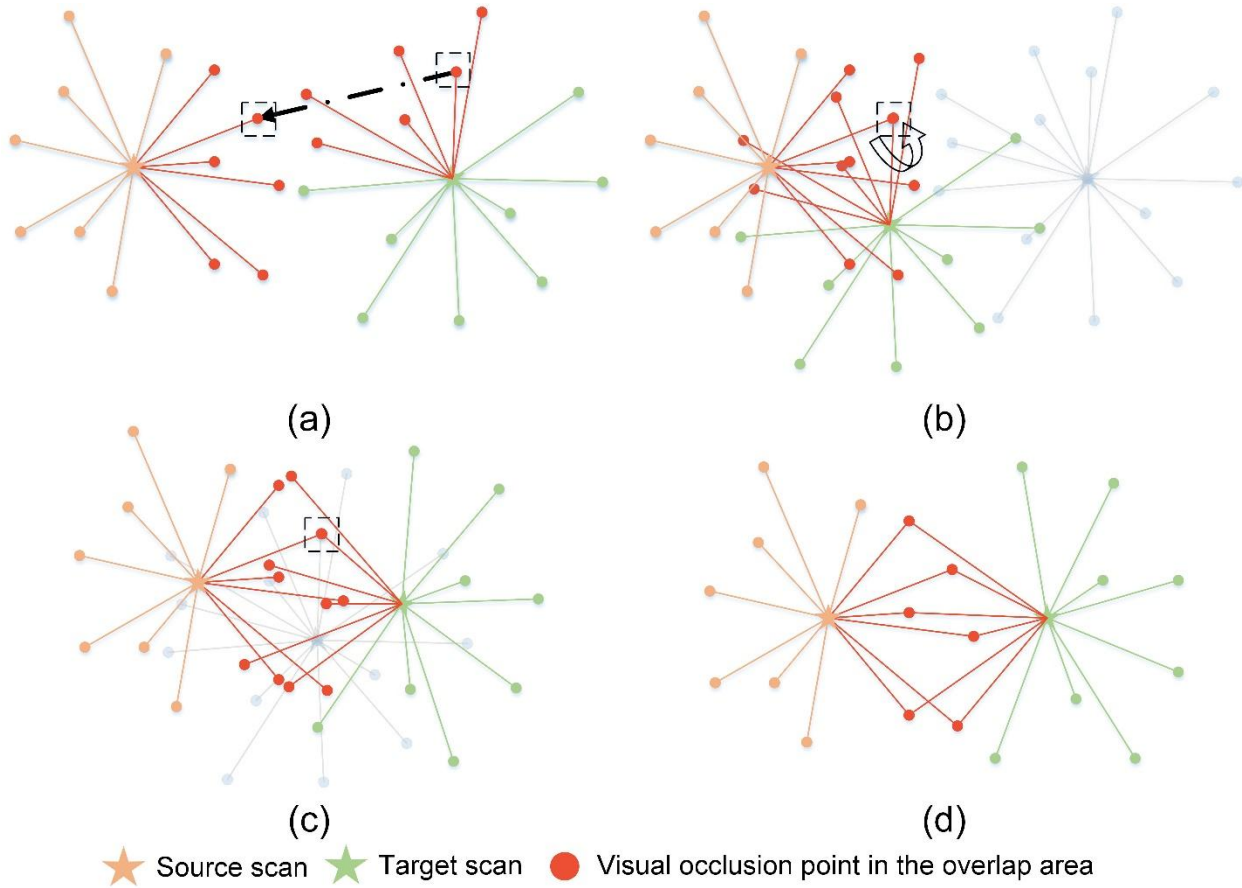 (a)
(b)
(c)
(d)
Source scan
Target scan
Visual occlusion point in the overlap area